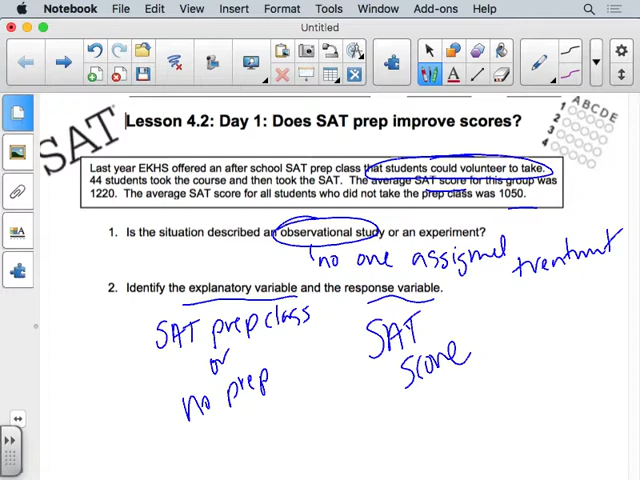 Notebook File Edit View Insert Format Tools Window Add-ons Help
Untitled
SAT
Lesson 4.2: Day 1: Does SAT prep improve scores?
ABCDE
1
2
3
4
Last year EKHS offered an after school SAT prep class that students could volunteer to take.
44 students took the course and then took the SAT. The average SAT score for this group was
1220. The average SAT score for all students who did not take the prep class was 1050.
1. Is the situation described an observational study or an experiment?
no one assigned treatment
2. Identify the explanatory variable and the response variable.
SAT prep class
or
no prep
SAT
score